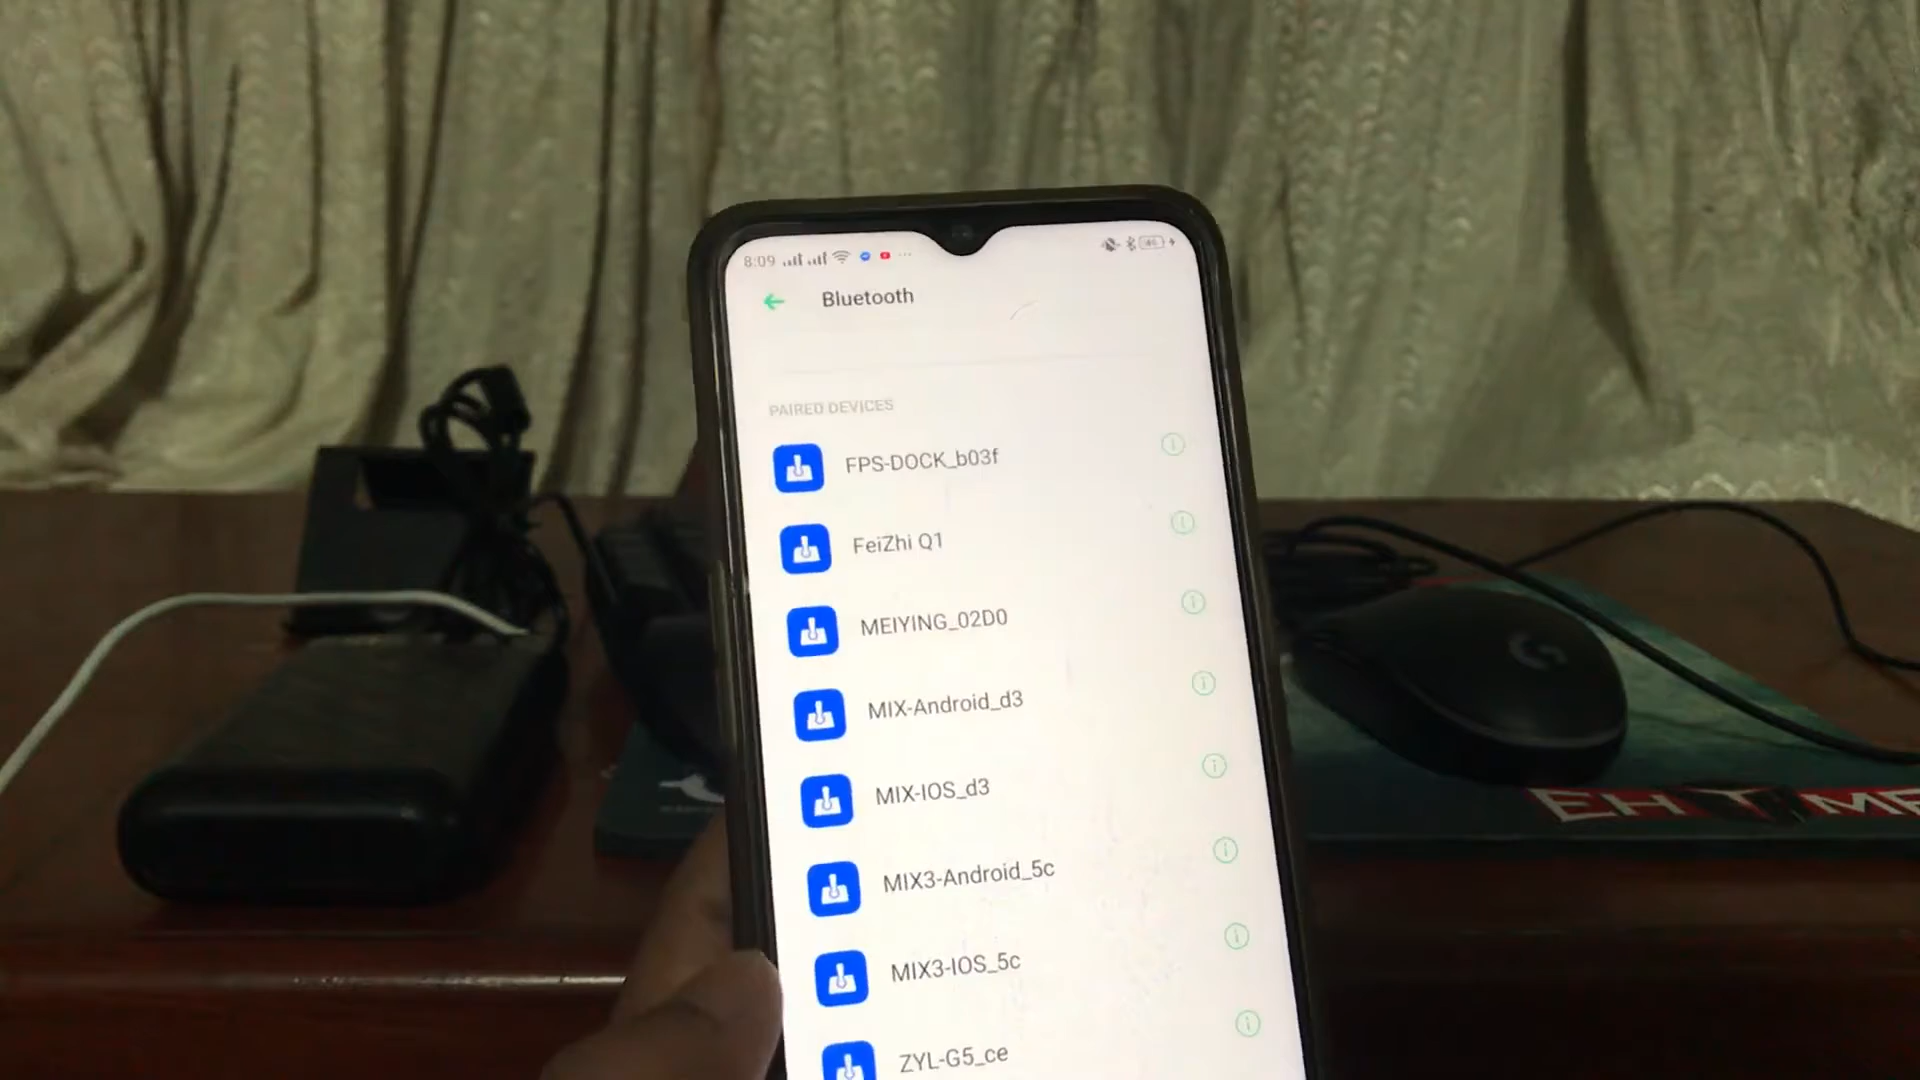 8:09
Bluetooth
PAIRED DEVICES
FPS-DOCK_b03f
FeiZhi Q1
MEIYING_02D0
MIX-Android_d3
MIX-IOS_d3
MIX3-Android_5c
MIX3-IOS_5c
ZYL-G5_ce